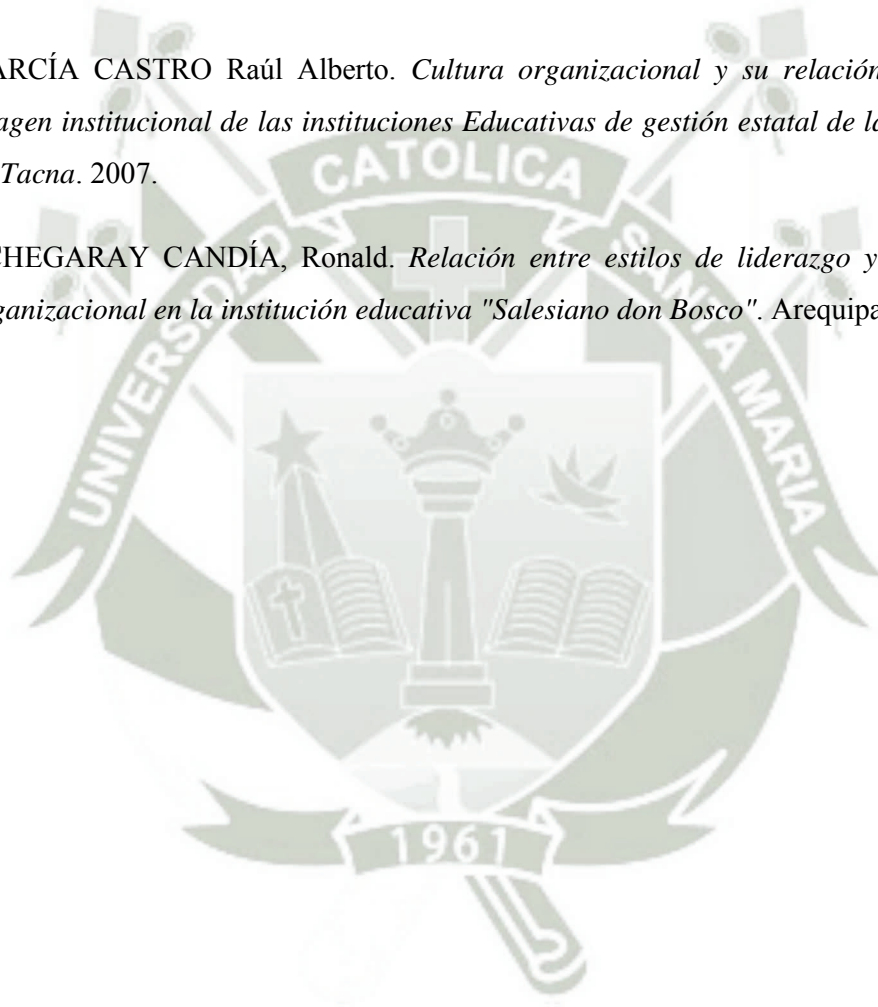 ARCÍA CASTRO Raúl Alberto. Cultura organizacional y su relación
agen institucional de las instituciones Educativas de gestión estatal de la
Tacna. 2007.
CHEGARAY CANDÍA, Ronald. Relación entre estilos de liderazgo y
ganizacional en la institución educativa "Salesiano don Bosco". Arequipa
UNIVERSIDAD CATOLICA SANTA MARIA
1961